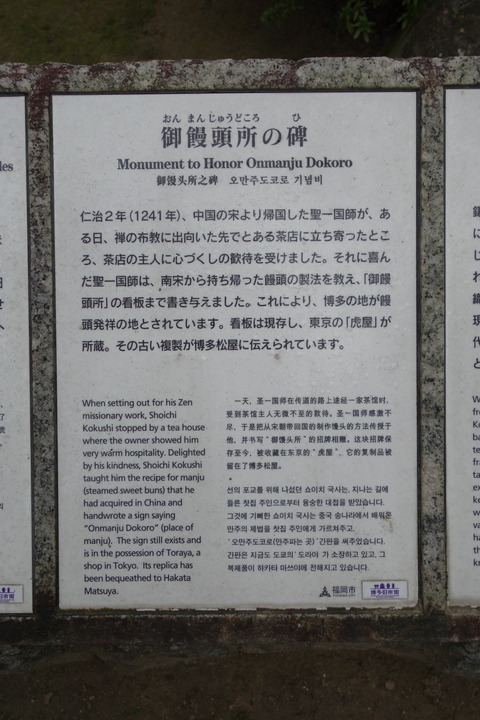 おん まんじゅうどころ ひ
御饅頭所の碑
Monument to Honor Onmanju Dokoro
御馒头所之碑 오만주도코로 기념비
仁治2年(1241年)、中国の宋より帰国した聖一国師が、あ
る日、禅の布教に出向いた先でとある茶店に立ち寄ったとこ
ろ、茶店の主人に心づくしの歓待を受けました。それに喜ん
だ聖一国師は、南宋から持ち帰った饅頭の製法を教え、「御饅
頭所」の看板まで書き与えました。これにより、博多の地が饅
頭発祥の地とされています。看板は現存し、東京の「虎屋」が
所蔵。その古い複製が博多松屋に伝えられています。
When setting out for his Zen
missionary work, Shoichi
Kokushi stopped by a tea house
where the owner showed him
very warm hospitality. Delighted
by his kindness, Shoichi Kokushi
taught him the recipe for manju
(steamed sweet buns) that he
had acquired in China and
handwrote a sign saying
"Onmanju Dokoro" (place of
manju). The sign still exists and
is in the possession of Toraya, a
shop in Tokyo. Its replica has
been bequeathed to Hakata
Matsuya.
一天，圣一国师在传道的路上途经一家茶馆时，
受到茶馆主人无微不至的款待。圣一国师感激不
尽，于是把从宋朝带回国的制作馒头的方法传授于
他，并书写"御馒头所"的招牌相赠。这块招牌保
存至今，被收藏在东京的"虎屋"，它的复制品被
留在了博多松屋。
선의 포교를 위해 나섰던 쇼이치 국사는, 지나는 길에
들른 찻집 주인으로부터 융숭한 대접을 받았습니다.
그것에 기뻐한 쇼이치 국사는 중국 송나라에서 배워온
만주의 제법을 찻집 주인에게 가르쳐주고,
'오만주도코로(만주파는 곳)'간판을 써주었습니다.
간판은 지금도 도쿄의'도라야'가 소장하고 있고, 그
복제품이 하카타 마쓰야에 전해지고 있습니다.
福岡市
博多旧市街